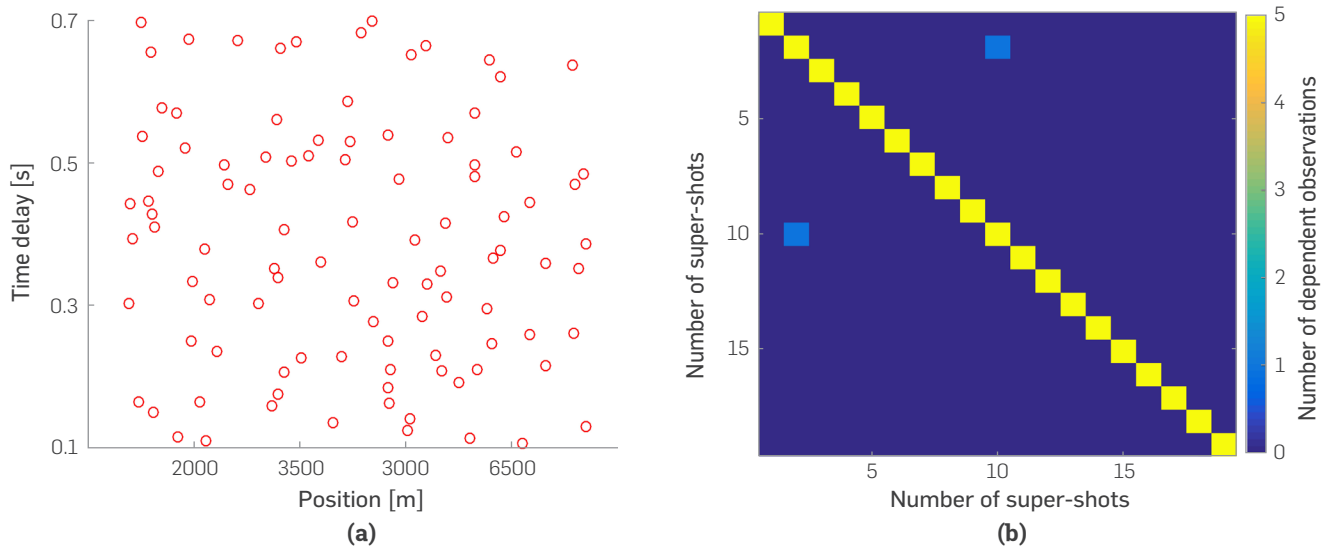 0.7
0.5
0.3
0.1
Time delay [s]
2000 3500 3000 6500
Position [m]
(a)
5
10
15
Number of super-shots
5 10 15
Number of super-shots
(b)
5
4
3
2
1
0
Number of dependent observations